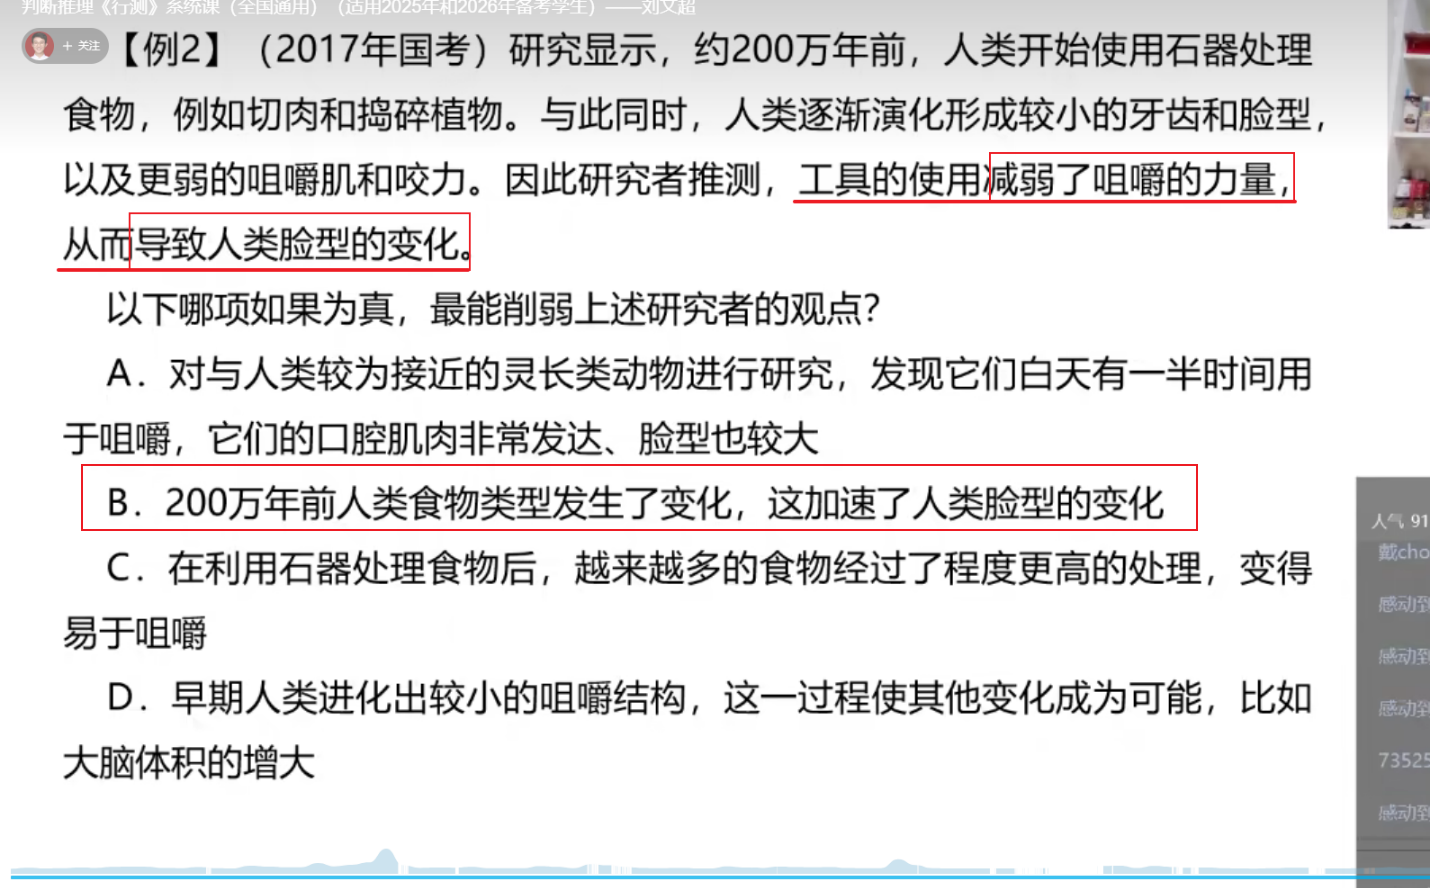 判断推理《行测》系统课（全国通用）（适用2025年和2026年备考学生）——刘文超
+ 关注
【例2】（2017年国考）研究显示，约200万年前，人类开始使用石器处理
食物，例如切肉和捣碎植物。与此同时，人类逐渐演化形成较小的牙齿和脸型，
以及更弱的咀嚼肌和咬力。因此研究者推测，工具的使用减弱了咀嚼的力量，
从而导致人类脸型的变化。
以下哪项如果为真，最能削弱上述研究者的观点？
A．对与人类较为接近的灵长类动物进行研究，发现它们白天有一半时间用
于咀嚼，它们的口腔肌肉非常发达、脸型也较大
B．200万年前人类食物类型发生了变化，这加速了人类脸型的变化
C．在利用石器处理食物后，越来越多的食物经过了程度更高的处理，变得
易于咀嚼
D．早期人类进化出较小的咀嚼结构，这一过程使其他变化成为可能，比如
大脑体积的增大
人气 91
戴cho
感动到
感动到
感动到
73525
感动到